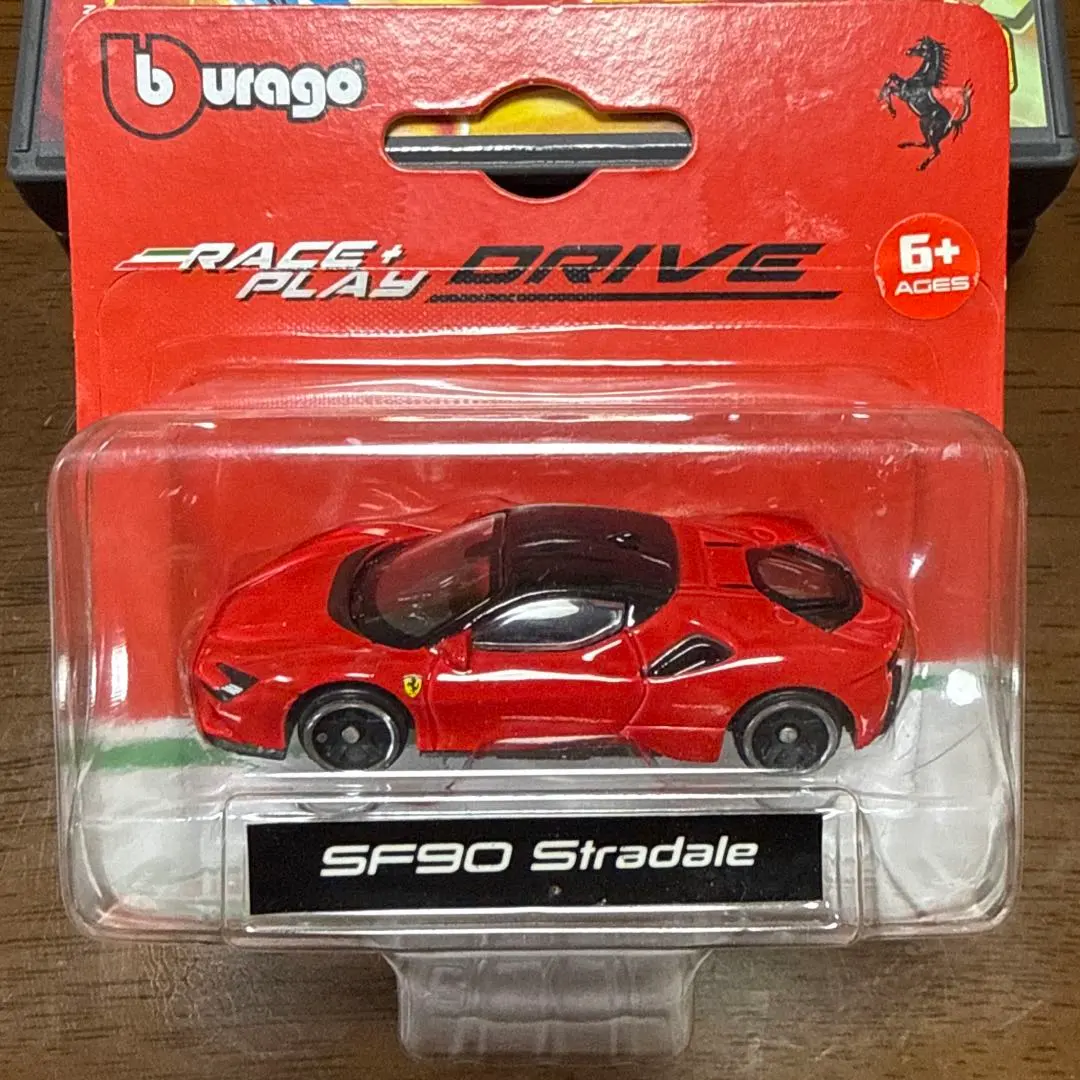 burago
RACE+
PLAY
DRIVE
6+
AGES
SF90 Stradale